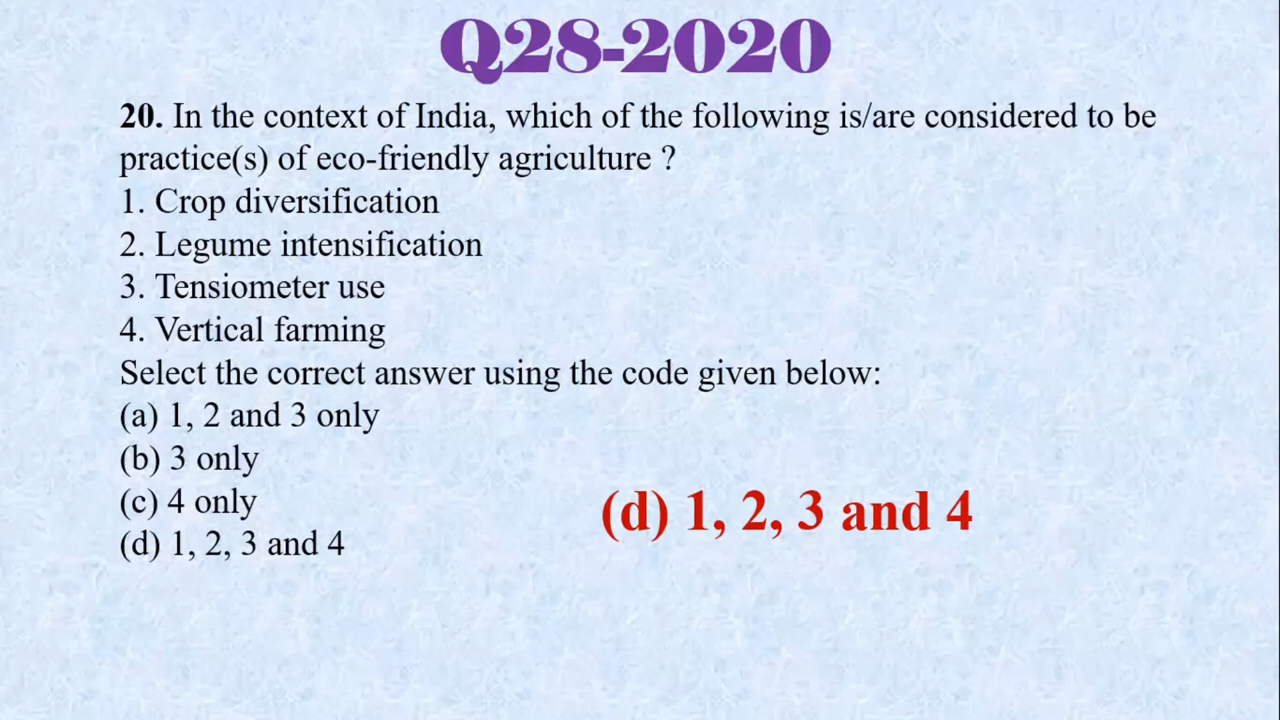 Q28-2020
20. In the context of India, which of the following is/are considered to be
practice(s) of eco-friendly agriculture ?
1. Crop diversification
2. Legume intensification
3. Tensiometer use
4. Vertical farming
Select the correct answer using the code given below:
(a) 1, 2 and 3 only
(b) 3 only
(c) 4 only
(d) 1, 2, 3 and 4
(d) 1, 2, 3 and 4